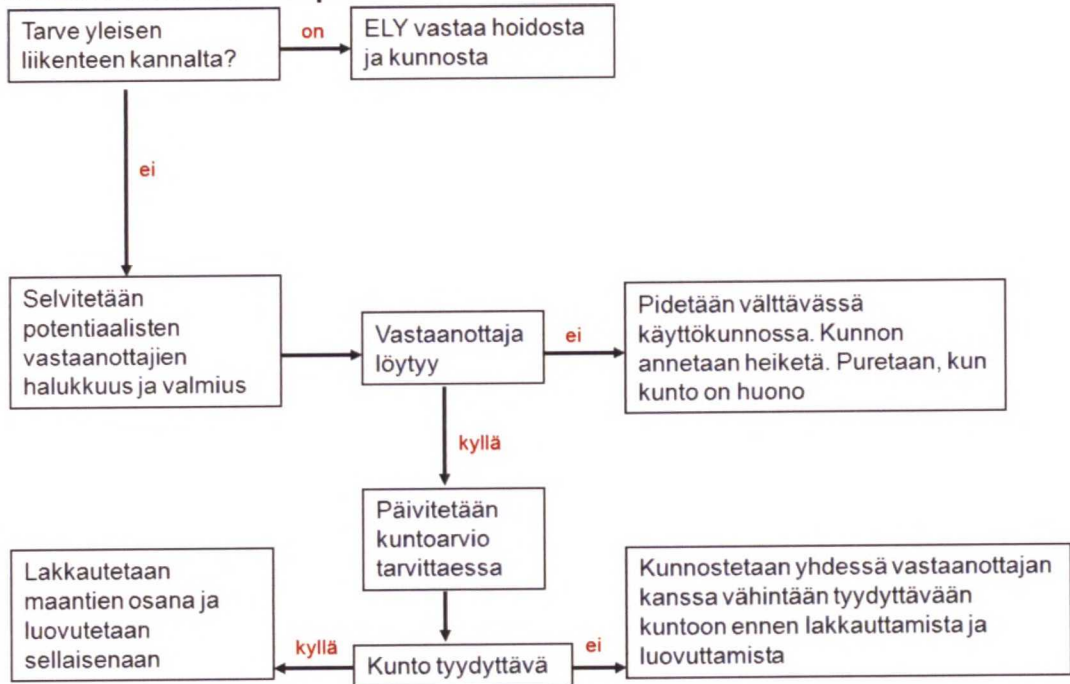 Tarve yleisen
liikenteen kannalta?
on
ELY vastaa hoidosta
ja kunnosta
ei
Selvitetään
potentiaalisten
vastaanottajien
halukkuus ja valmius
Vastaanottaja
löytyy
ei
Pidetään välttävässä
käyttökunnossa. Kunnon
annetaan heiketä. Puretaan, kun
kunto on huono
kyllä
Päivitetään
kuntoarvio
tarvittaessa
Lakkautetaan
maantien osana ja
luovutetaan
sellaisenaan
kyllä
Kunto tyydyttävä
ei
Kunnostetaan yhdessä vastaanottajan
kanssa vähintään tyydyttävään
kuntoon ennen lakkauttamista ja
luovuttamista